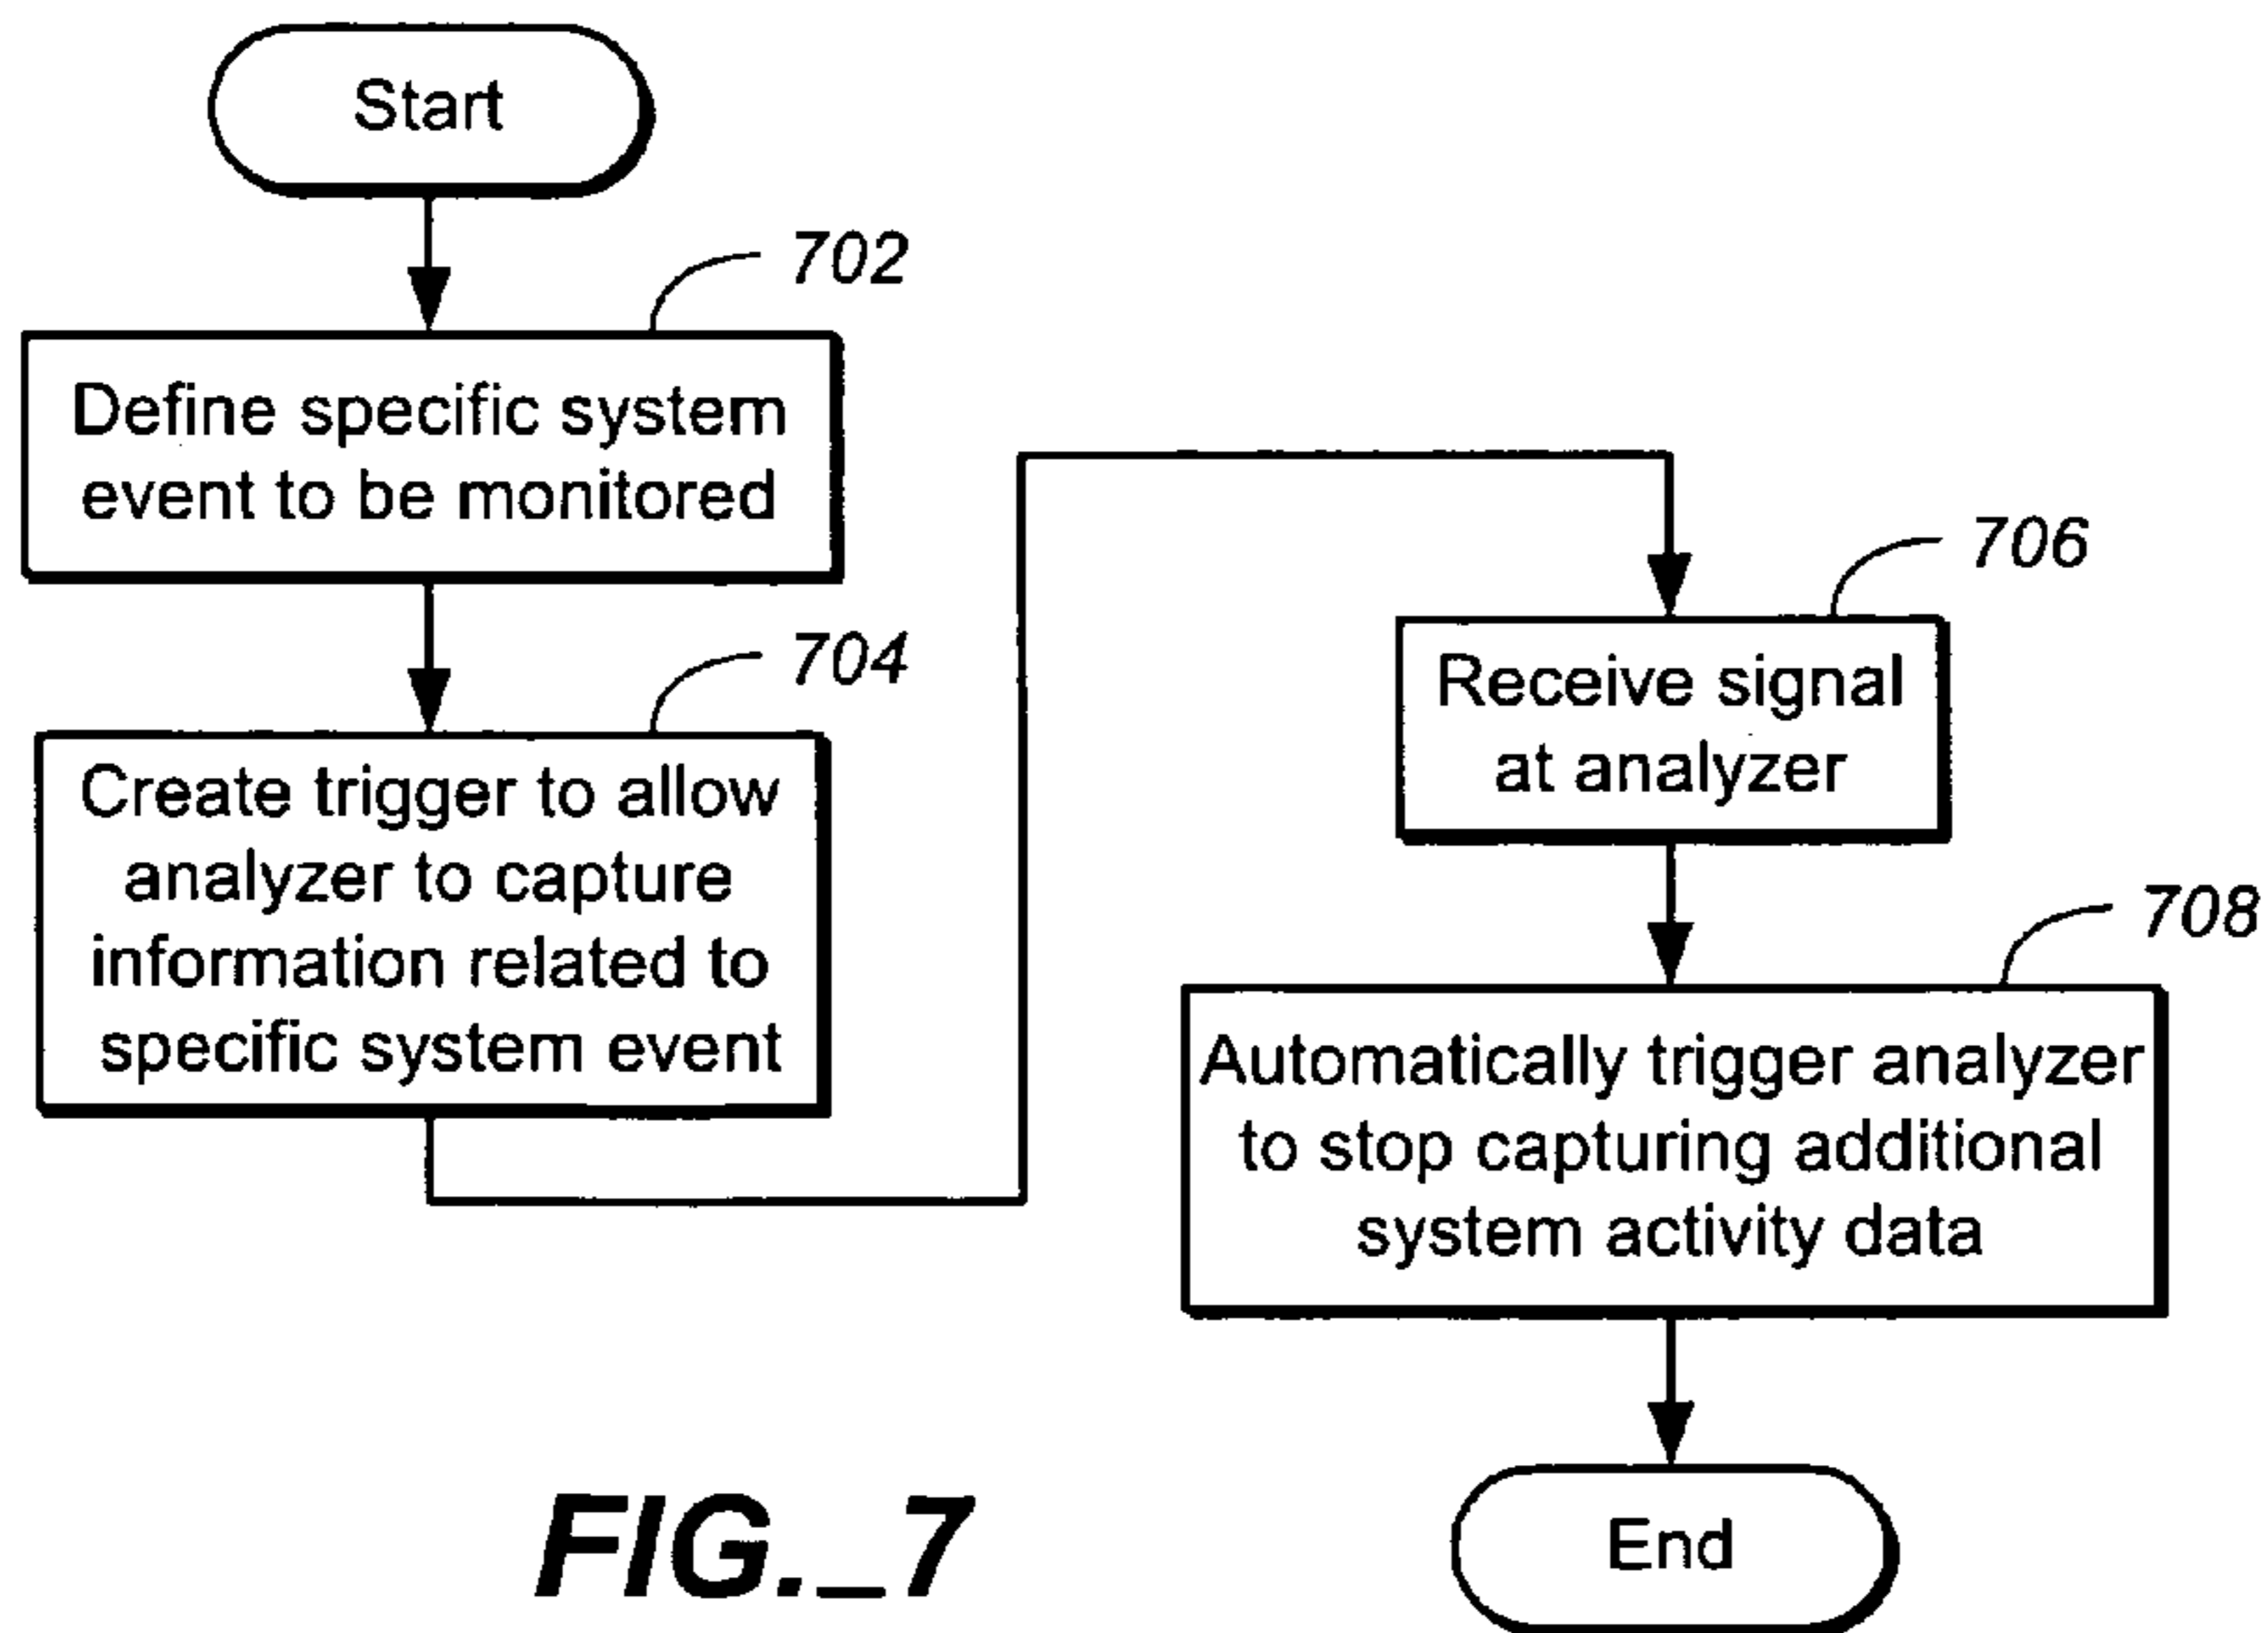 Start
702
Define specific system
event to be monitored
704
Create trigger to allow
analyzer to capture
information related to
specific system event
706
Receive signal
at analyzer
708
Automatically trigger analyzer
to stop capturing additional
system activity data
End
FIG._7